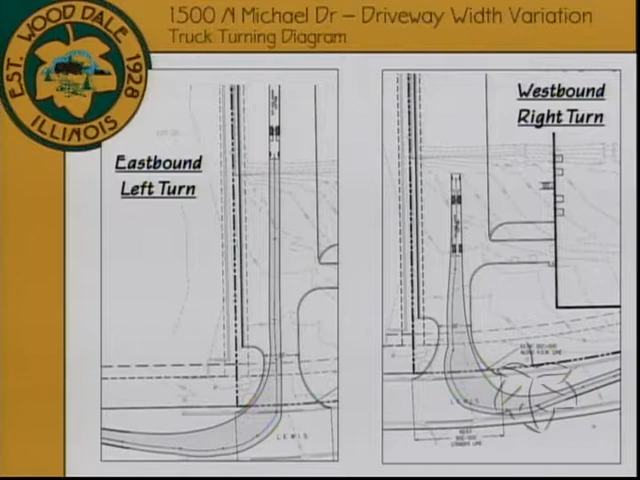 1500 N Michael Dr – Driveway Width Variation
Truck Turning Diagram
EST. WOOD DALE 1928
ILLINOIS
Eastbound
Left Turn
Westbound
Right Turn
LEWIS